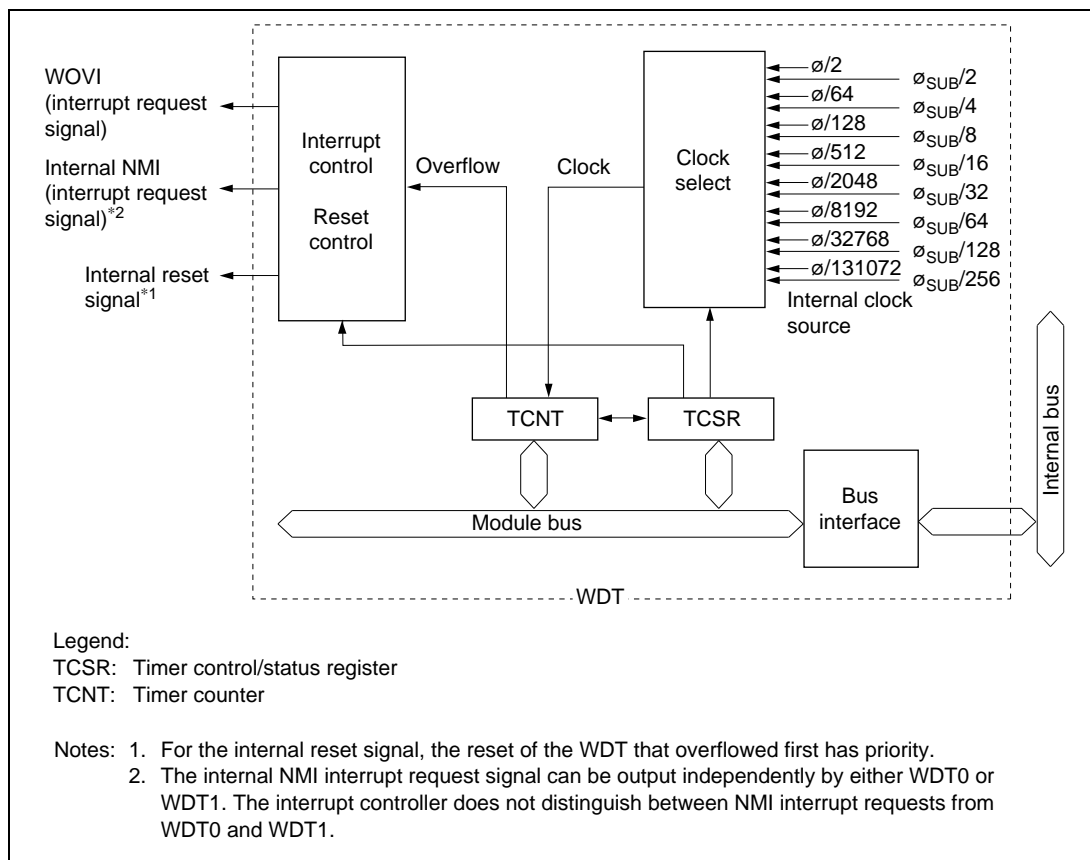 WOVI
(interrupt request
signal)
Internal NMI
(interrupt request
signal)*2
Internal reset
signal*1
Interrupt
control
Reset
control
Overflow
Clock
Clock
select
ø/2
ø/64
ø/128
ø/512
ø/2048
ø/8192
ø/32768
ø/131072
Internal clock
source
øSUB/2
øSUB/4
øSUB/8
øSUB/16
øSUB/32
øSUB/64
øSUB/128
øSUB/256
TCNT
TCSR
Module bus
Bus
interface
Internal bus
WDT
Legend:
TCSR: Timer control/status register
TCNT: Timer counter
Notes: 1. For the internal reset signal, the reset of the WDT that overflowed first has priority.
2. The internal NMI interrupt request signal can be output independently by either WDT0 or
WDT1. The interrupt controller does not distinguish between NMI interrupt requests from
WDT0 and WDT1.